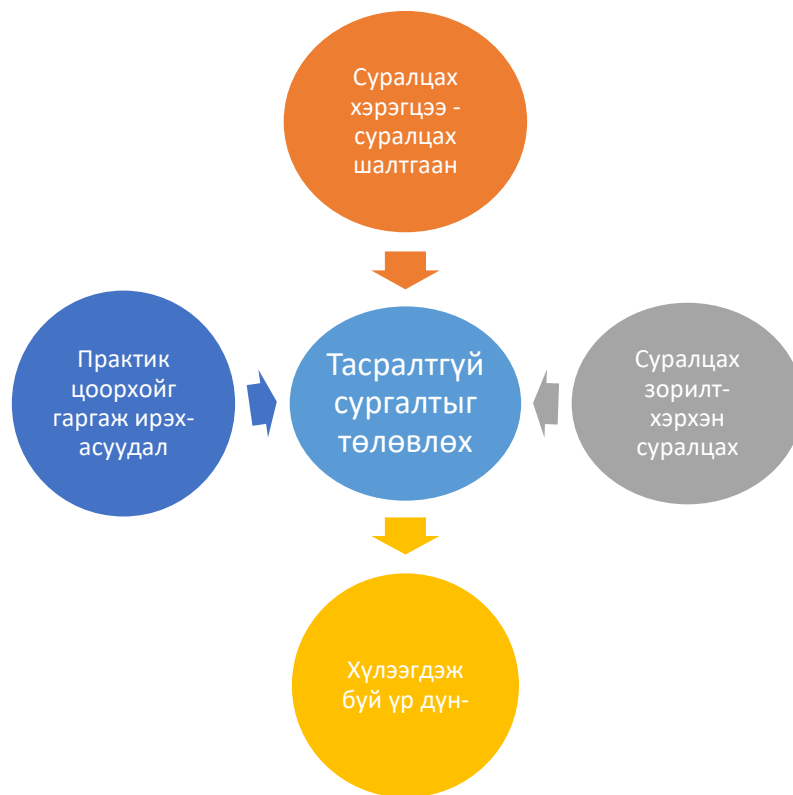 Суралцах
хэрэгцээ -
суралцах
шалтгаан
Практик
цоорхойг
гаргаж ирэх-
асуудал
Тасралтгүй
сургалтыг
төлөвлөх
Суралцах
зорилт-
хэрхэн
суралцах
Хүлээгдэж
буй үр дүн-